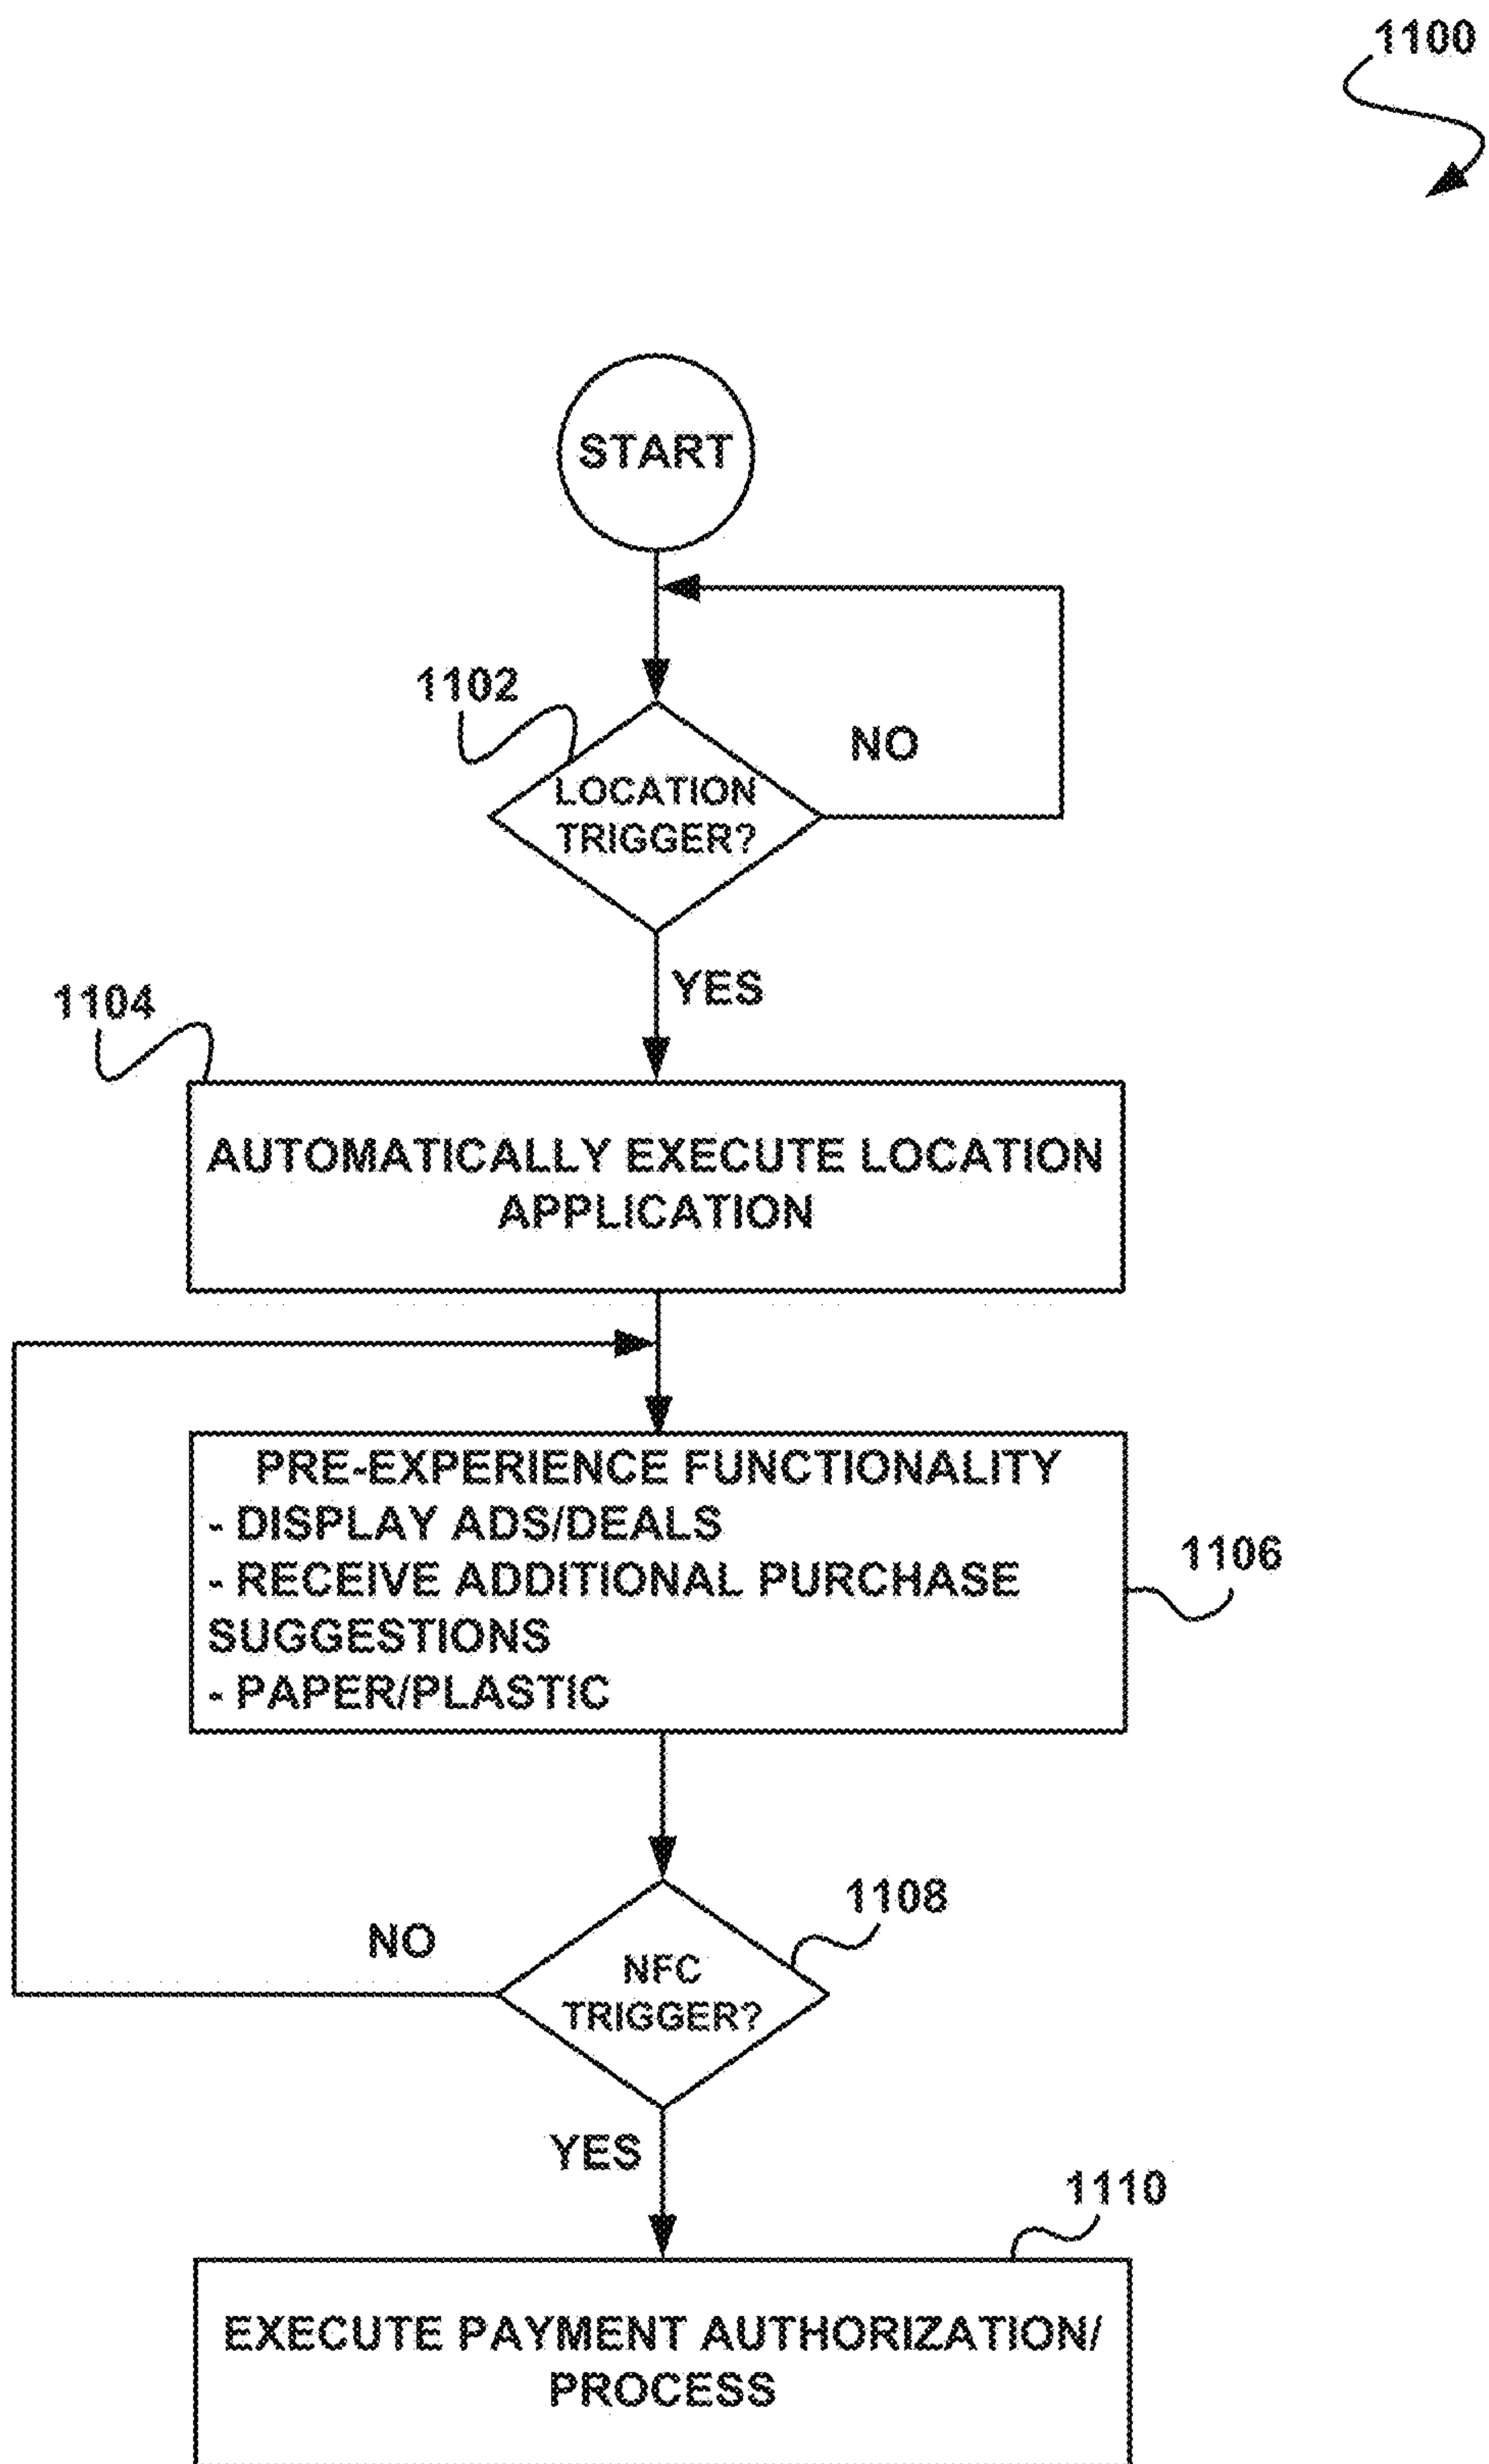 1100
START
1102
NO
LOCATION
TRIGGER?
YES
1104
AUTOMATICALLY EXECUTE LOCATION
APPLICATION
PRE-EXPERIENCE FUNCTIONALITY
- DISPLAY ADS/DEALS
- RECEIVE ADDITIONAL PURCHASE
SUGGESTIONS
- PAPER/PLASTIC
1106
1108
NO
NFC
TRIGGER?
YES
1110
EXECUTE PAYMENT AUTHORIZATION/
PROCESS